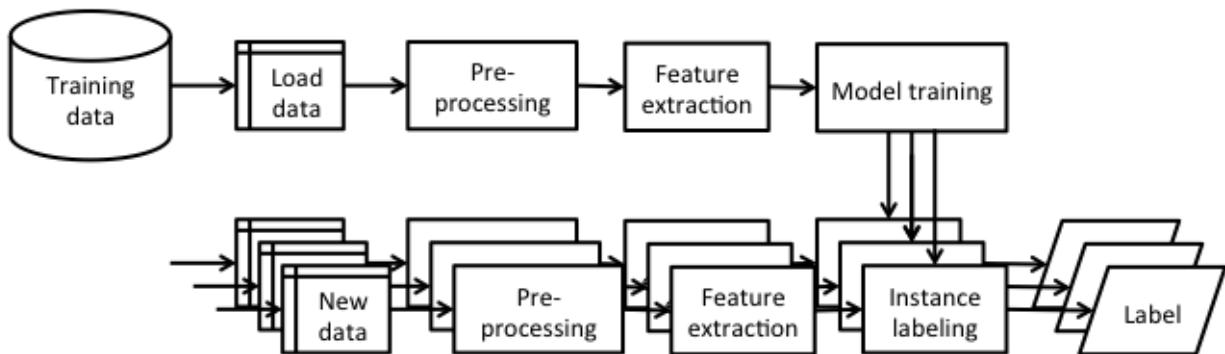 Training
data
Load
data
Pre-
processing
Feature
extraction
Model training
New
data
Pre-
processing
Feature
extraction
Instance
labeling
Label